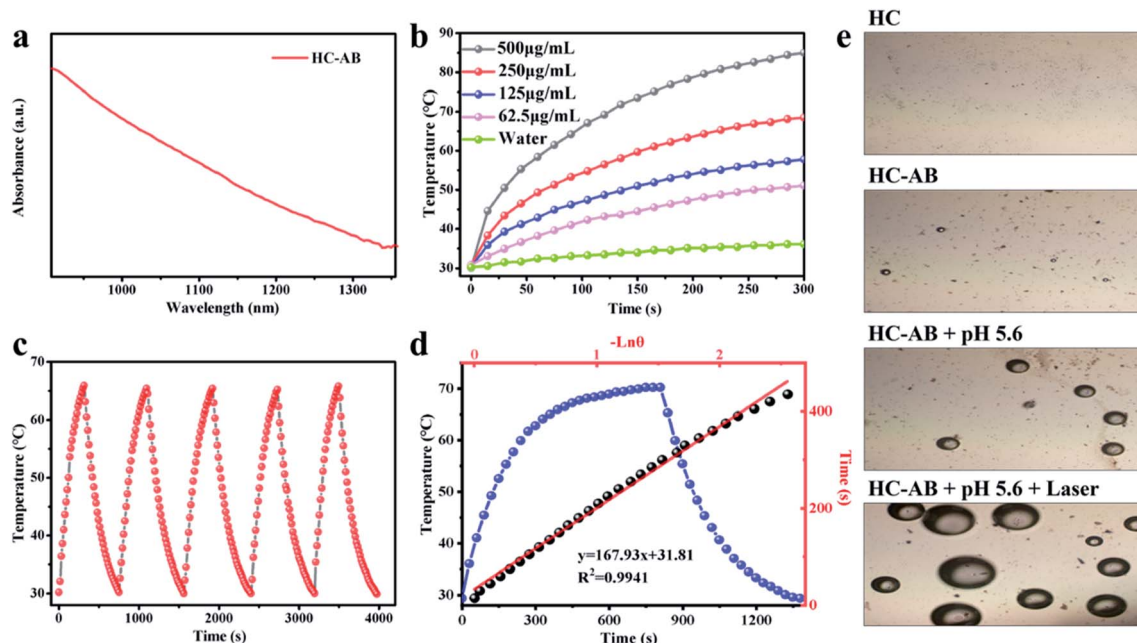 a
HC-AB
Absorbance (a.u.)
1000
1100
1200
1300
Wavelength (nm)
b
500μg/mL
250μg/mL
125μg/mL
62.5μg/mL
Water
Temperature (℃)
90
80
70
60
50
40
30
0
50
100
150
200
250
300
Time (s)
c
Temperature (℃)
70
60
50
40
30
0
1000
2000
3000
4000
Time (s)
d
-Lnθ
0
1
2
Temperature (℃)
70
60
50
40
30
400
200
0
Time (s)
y=167.93x+31.81
R²=0.9941
0
300
600
900
1200
Time (s)
e
HC
HC-AB
HC-AB + pH 5.6
HC-AB + pH 5.6 + Laser